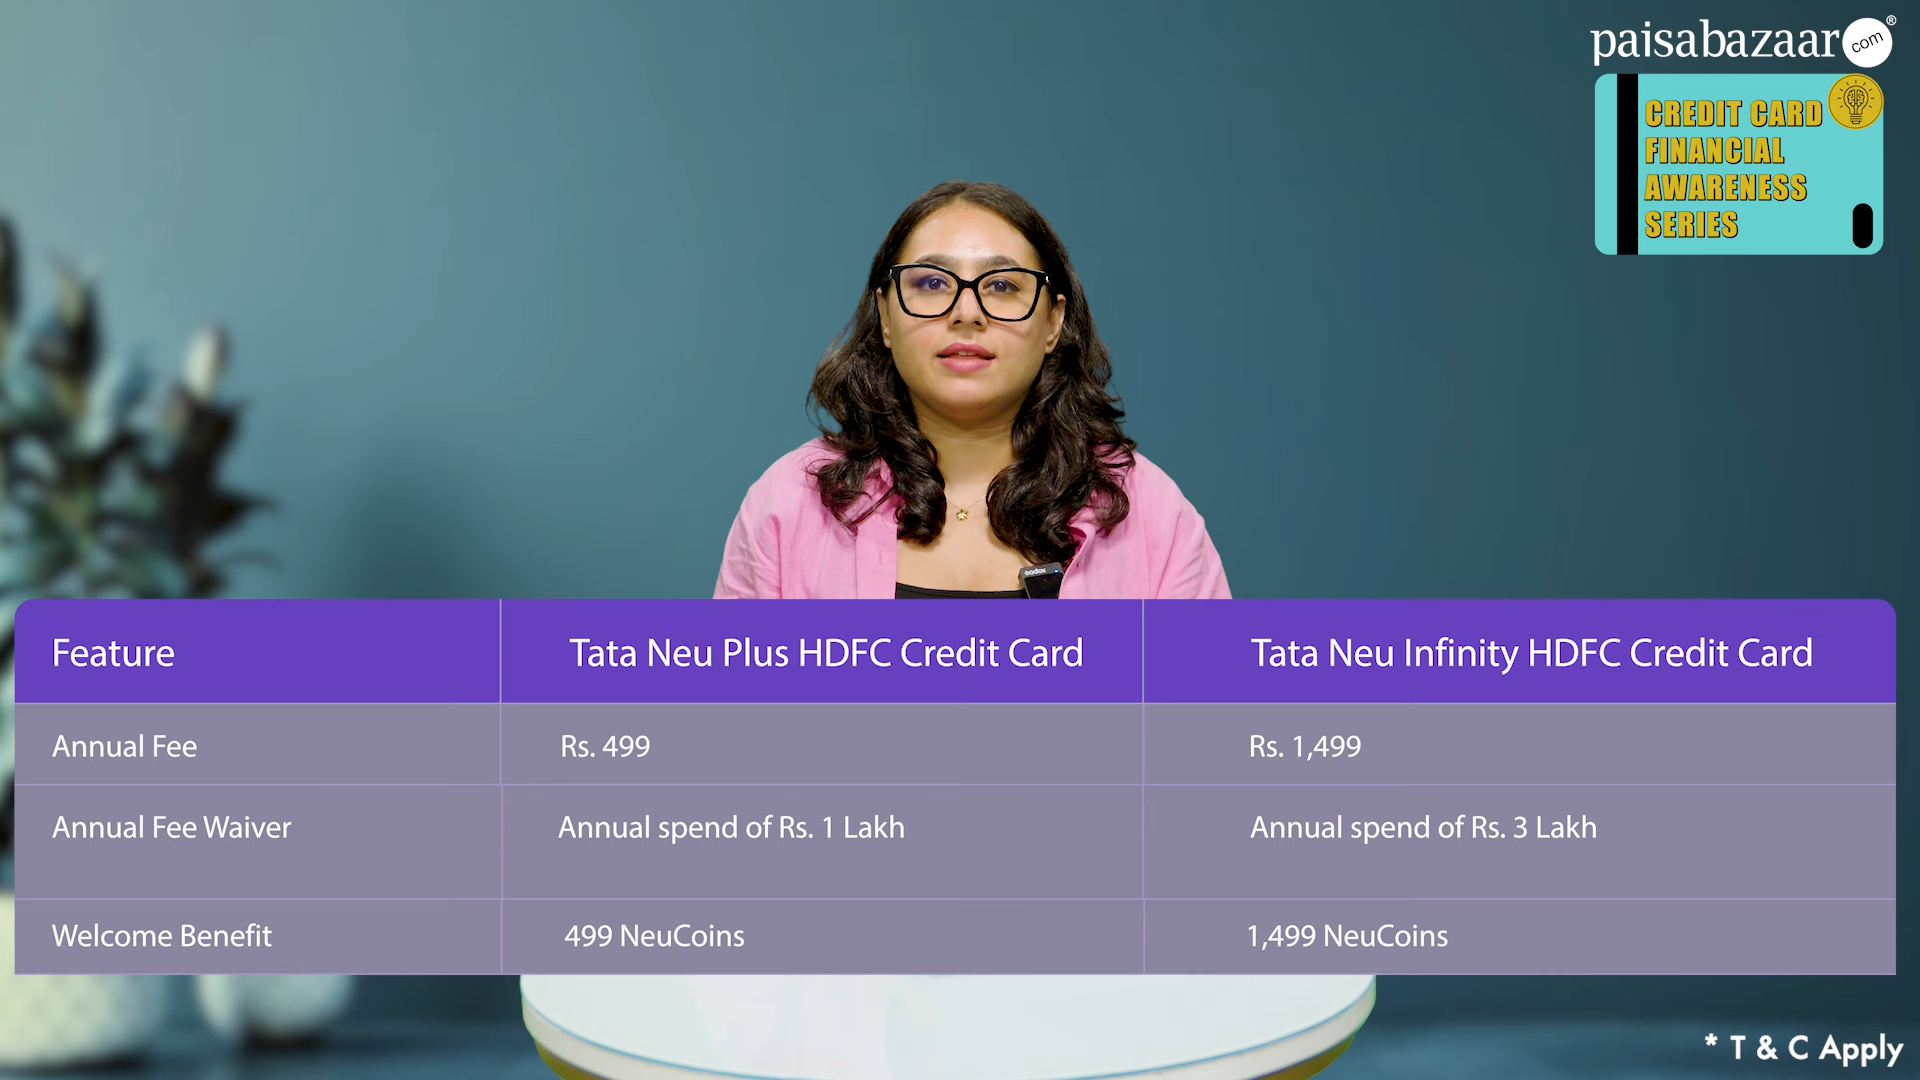 paisabazaar.com®
CREDIT CARD
FINANCIAL
AWARENESS
SERIES
Godox
Feature Tata Neu Plus HDFC Credit Card Tata Neu Infinity HDFC Credit Card
Annual Fee Rs. 499 Rs. 1,499
Annual Fee Waiver Annual spend of Rs. 1 Lakh Annual spend of Rs. 3 Lakh
Welcome Benefit 499 NeuCoins 1,499 NeuCoins
* T & C Apply